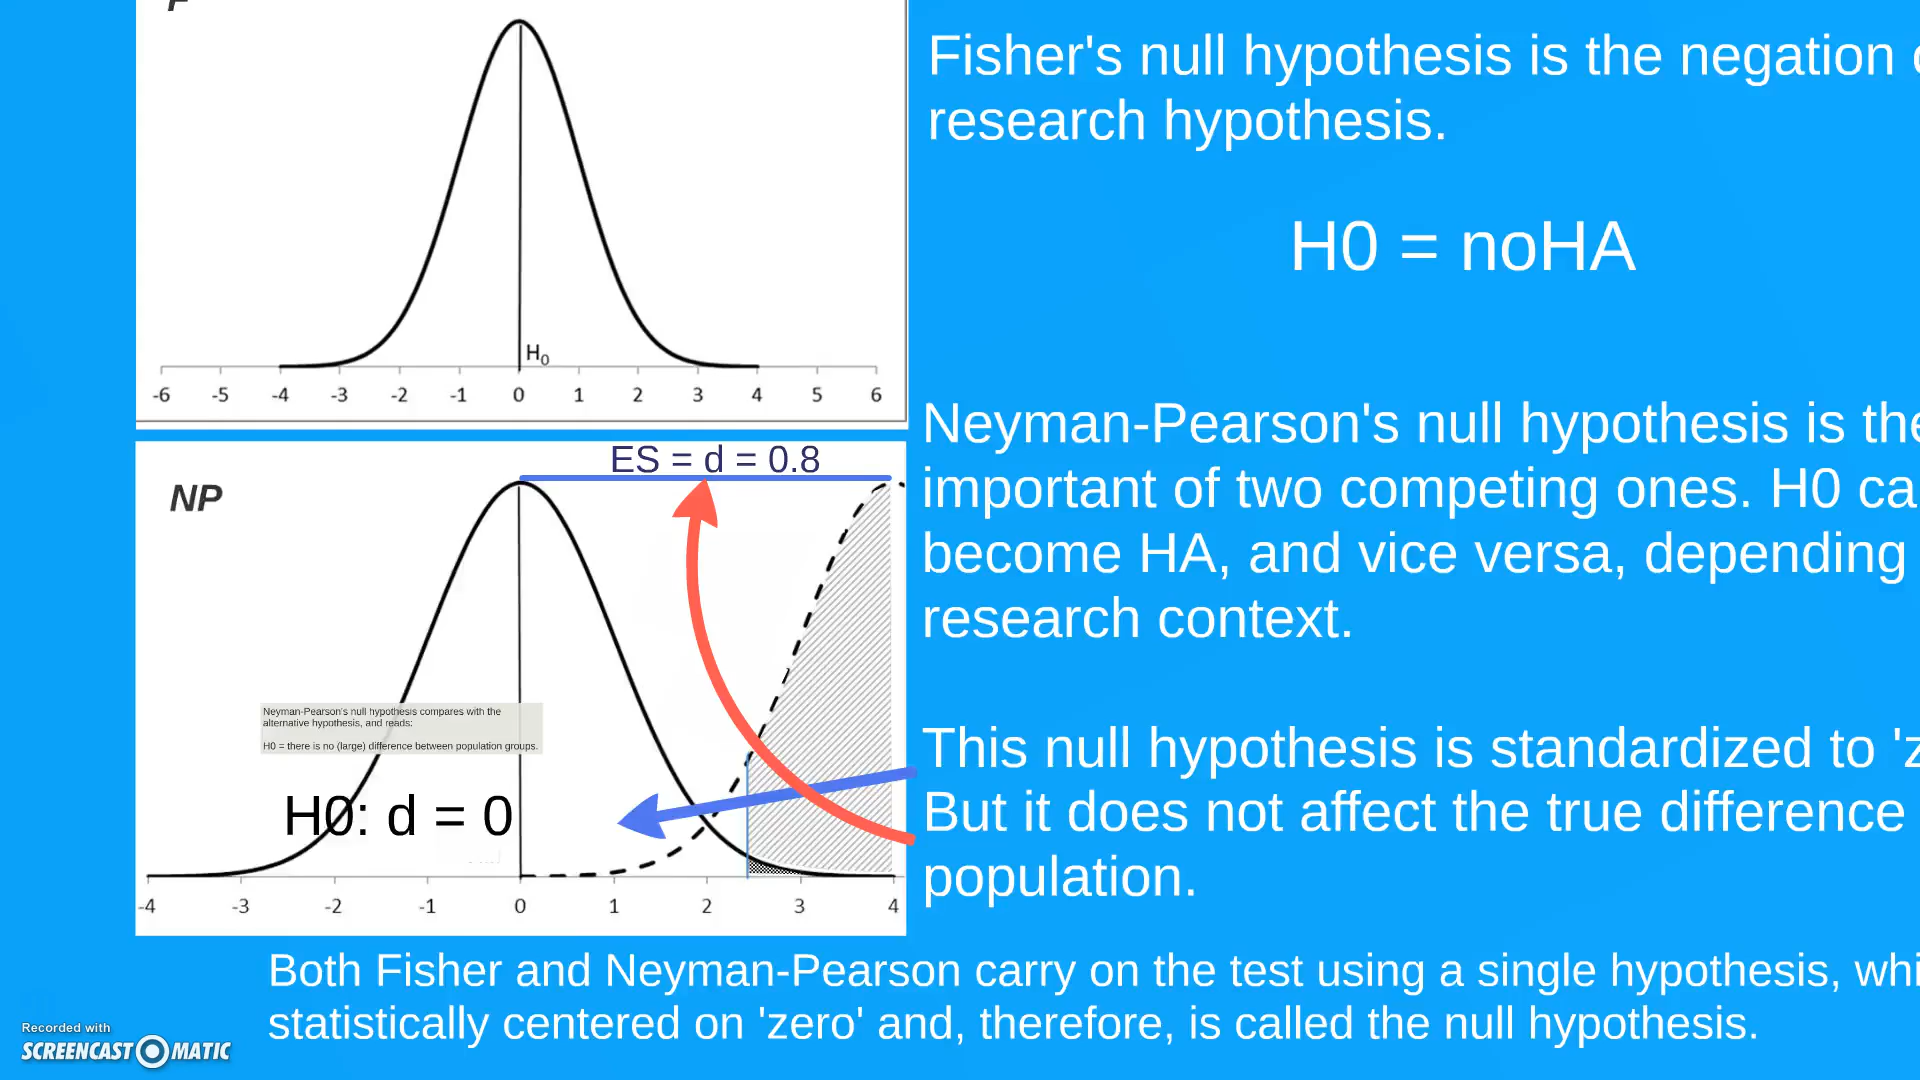 F
Fisher's null hypothesis is the negation
research hypothesis.
H0 = noHA
H0
-6 -5 -4 -3 -2 -1 0 1 2 3 4 5 6
Neyman-Pearson's null hypothesis is the
important of two competing ones. H0 ca
become HA, and vice versa, depending
research context.
ES = d = 0.8
NP
Neyman-Pearson's null hypothesis compares with the
alternative hypothesis, and reads:
H0 = there is no (large) difference between population groups.
H0: d = 0
-4 -3 -2 -1 0 1 2 3 4
This null hypothesis is standardized to 'z
But it does not affect the true difference
population.
Both Fisher and Neyman-Pearson carry on the test using a single hypothesis, whi
statistically centered on 'zero' and, therefore, is called the null hypothesis.
Recorded with
SCREENCAST MATIC